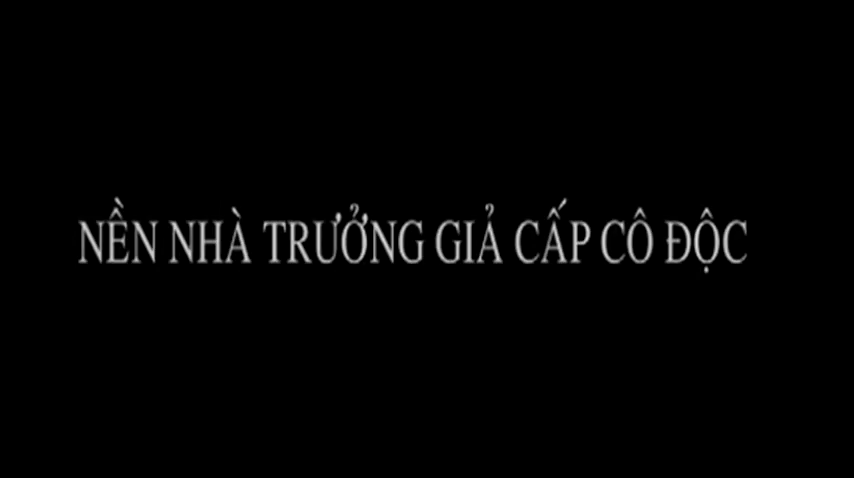 NỀN NHÀ TRƯỞNG GIẢ CẤP CÔ ĐỘC